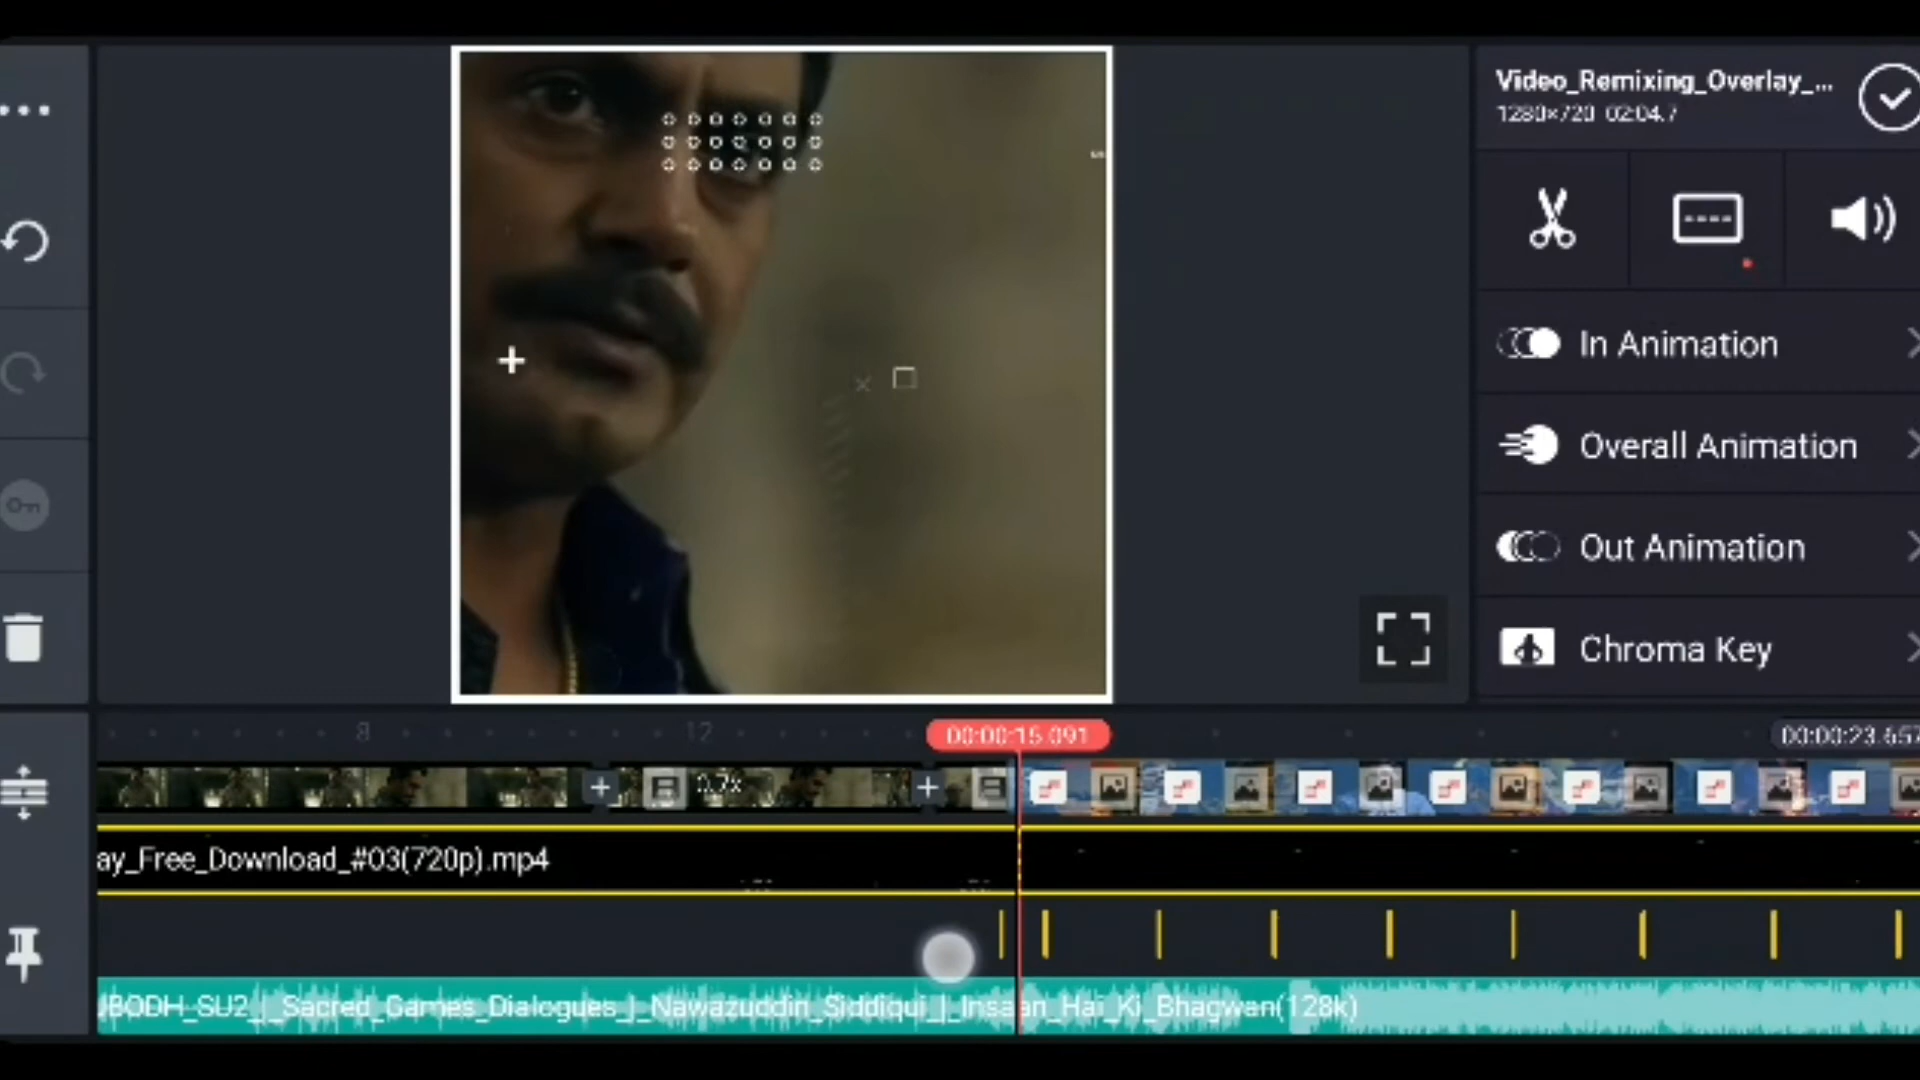 Video_Remixing_Overlay_...
1280×720 02:04.7
In Animation
Overall Animation
Out Animation
Chroma Key
8
12
00:00:15.091
00:00:23.657
0.7x
ay_Free_Download_#03(720p).mp4
JBODH_SU2_|_Sacred_Games_Dialogues_|_Nawazuddin_Siddiqui_|_Insaan_Hai_Ki_Bhagwan(128k)